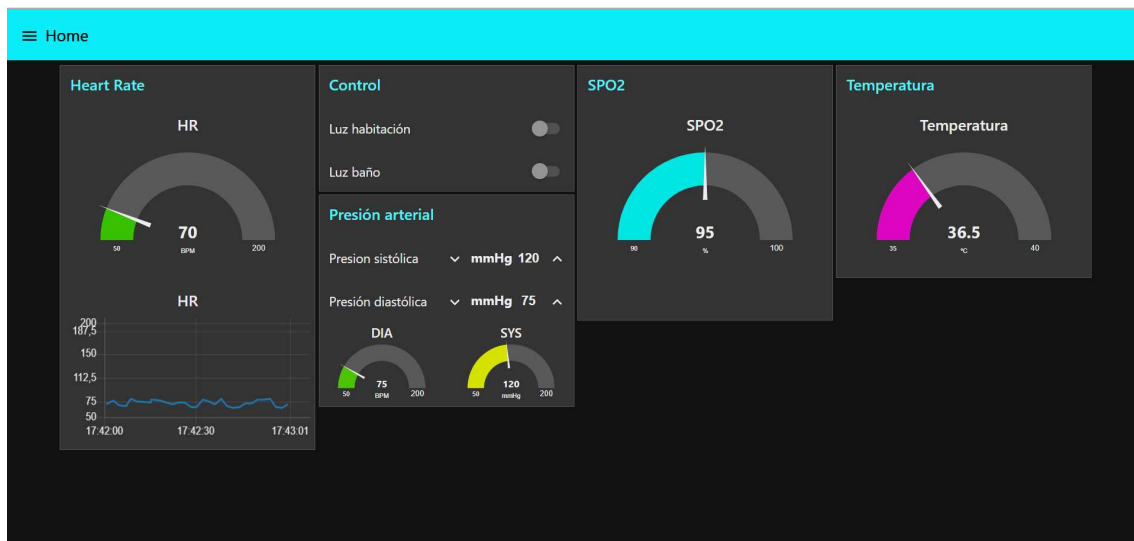 Home
Heart Rate
HR
70
BPM
50
200
HR
200
187,5
150
112,5
75
50
17:42:00
17:42:30
17:43:01
Control
Luz habitación
Luz baño
Presión arterial
Presion sistólica mmHg 120
Presión diastólica mmHg 75
DIA
75
BPM
50
200
SYS
120
mmHg
50
200
SPO2
SPO2
95
%
90
100
Temperatura
Temperatura
36.5
ºC
35
40